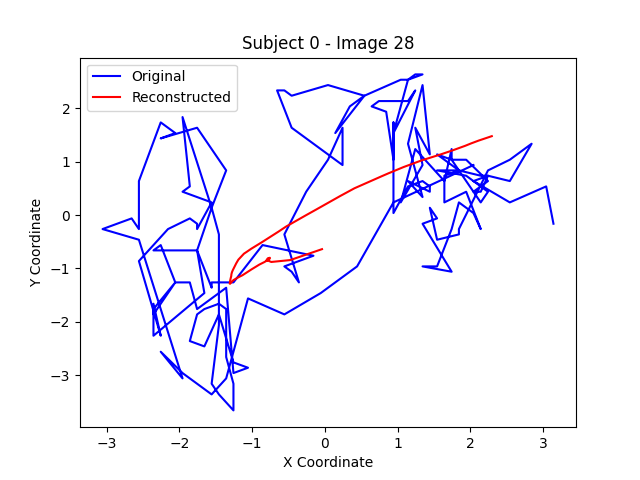 Subject 0 - Image 28
Original
Reconstructed
2
1
0
−1
−2
−3
Y Coordinate
−3 −2 −1 0 1 2 3
X Coordinate